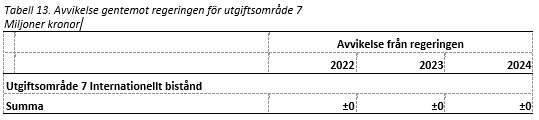 Tabell 13. Avvikelse gentemot regeringen för utgiftsområde 7
Miljoner kronor
Avvikelse från regeringen
2022 2023 2024
Utgiftsområde 7 Internationellt bistånd
Summa ±0 ±0 ±0